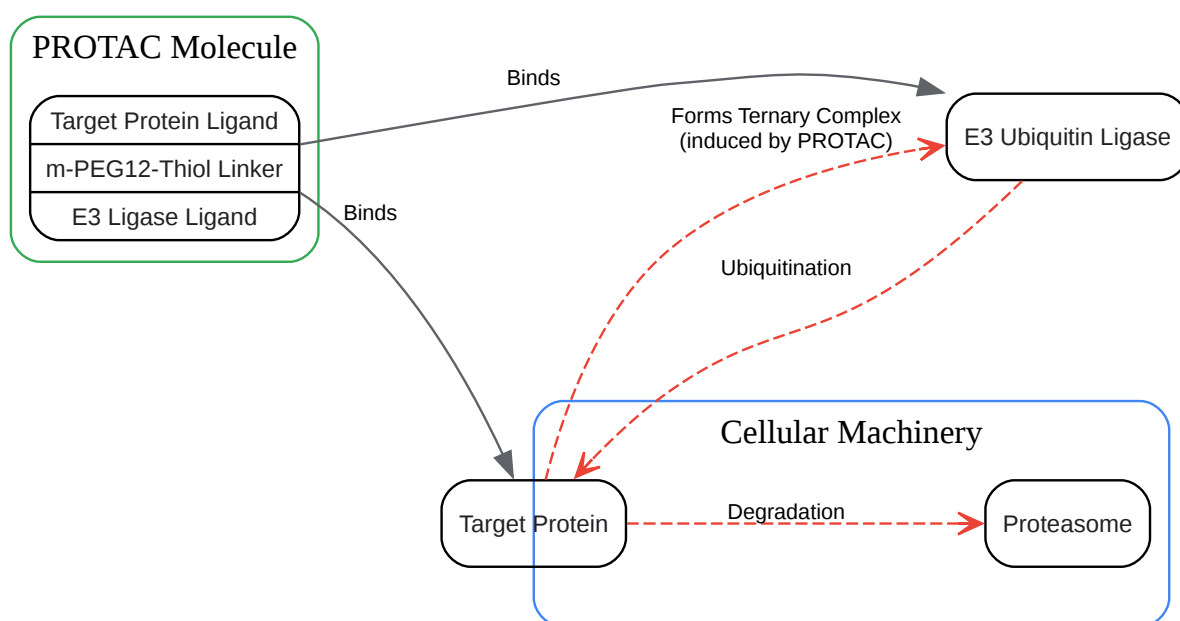 PROTAC Molecule
Target Protein Ligand
m-PEG12-Thiol Linker
E3 Ligase Ligand
Binds
Binds
Forms Ternary Complex
(induced by PROTAC)
E3 Ubiquitin Ligase
Ubiquitination
Cellular Machinery
Target Protein
Degradation
Proteasome